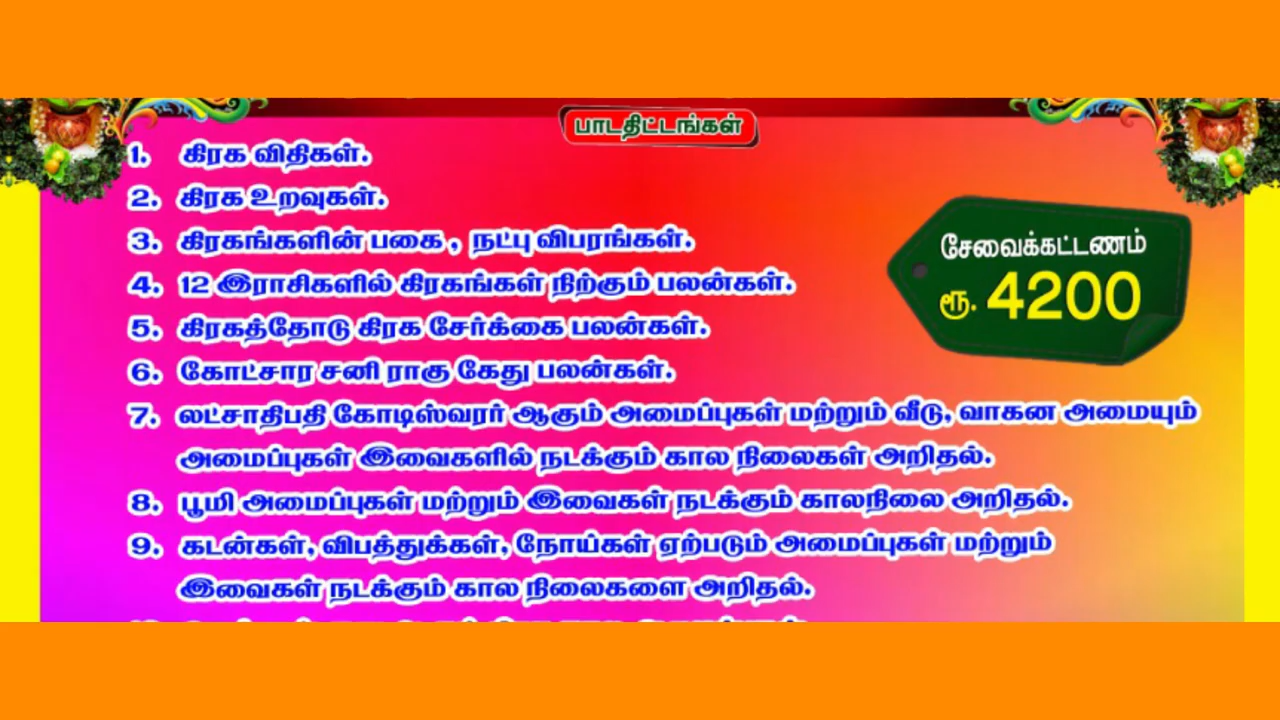 பாடதிட்டங்கள்
1. கிரக விதிகள்.
2. கிரக உறவுகள்.
3. கிரகங்களின் பகை , நட்பு விபரங்கள்.
சேவைக்கட்டணம்
ரூ. 4200
4. 12 இராசிகளில் கிரகங்கள் நிற்கும் பலன்கள்.
5. கிரகத்தோடு கிரக சேர்க்கை பலன்கள்.
6. கோட்சார சனி ராகு கேது பலன்கள்.
7. லட்சாதிபதி கோடிஸ்வரர் ஆகும் அமைப்புகள் மற்றும் வீடு, வாகன அமையும்
அமைப்புகள் இவைகளில் நடக்கும் கால நிலைகள் அறிதல்.
8. பூமி அமைப்புகள் மற்றும் இவைகள் நடக்கும் காலநிலை அறிதல்.
9. கடன்கள், விபத்துக்கள், நோய்கள் ஏற்படும் அமைப்புகள் மற்றும்
இவைகள் நடக்கும் கால நிலைகளை அறிதல்.